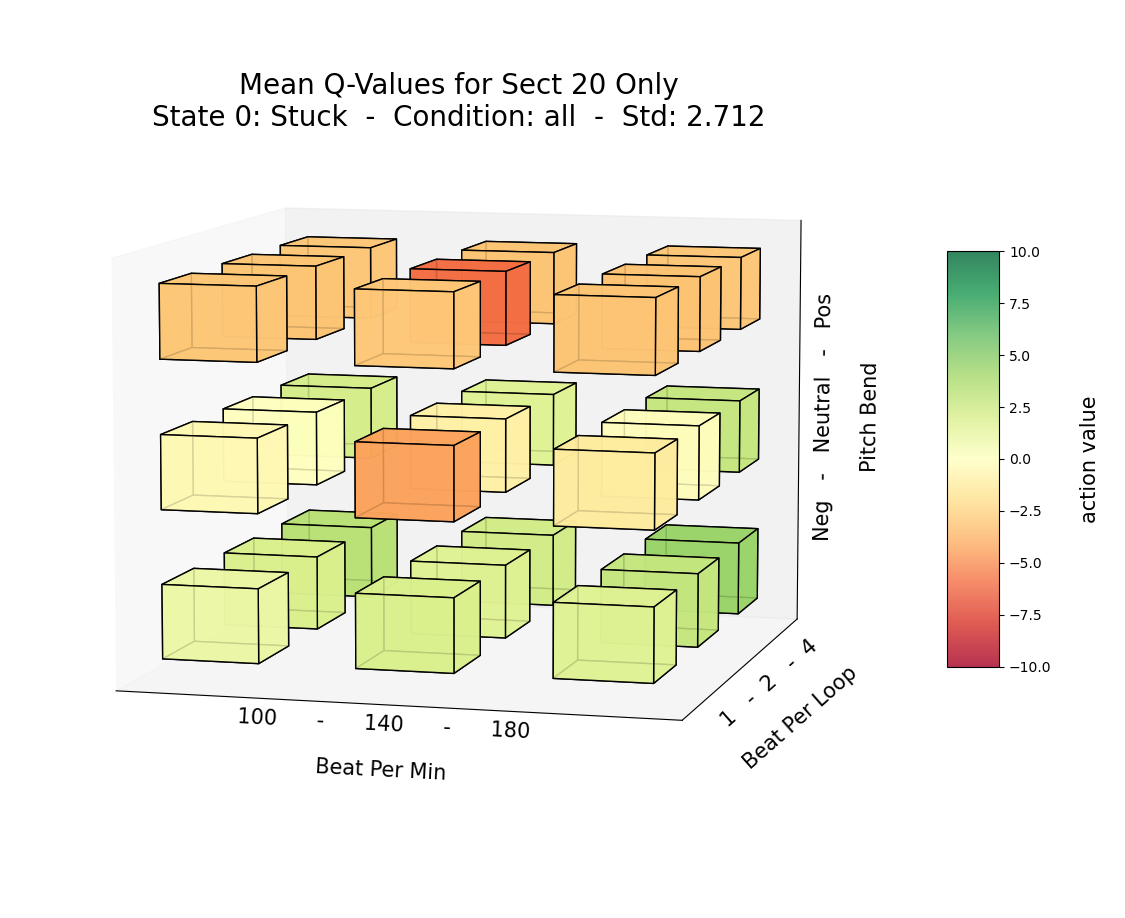 Mean Q-Values for Sect 20 Only
State 0: Stuck  -  Condition: all  -  Std: 2.712
Neg   -   Neutral   -   Pos
Pitch Bend
100      -      140      -      180
Beat Per Min
1  -  2  -  4
Beat Per Loop
10.0
7.5
5.0
2.5
0.0
−2.5
−5.0
−7.5
−10.0
action value